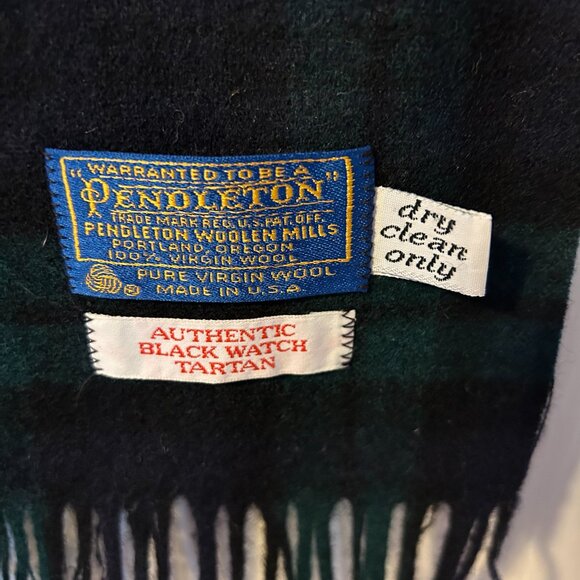 "WARRANTED TO BE A"
PENDLETON
TRADE MARK REG. U.S. PAT. OFF.
PENDLETON WOOLEN MILLS
PORTLAND, OREGON
100% VIRGIN WOOL
PURE VIRGIN WOOL
®
MADE IN U.S.A
dry
clean
only
AUTHENTIC
BLACK WATCH
TARTAN